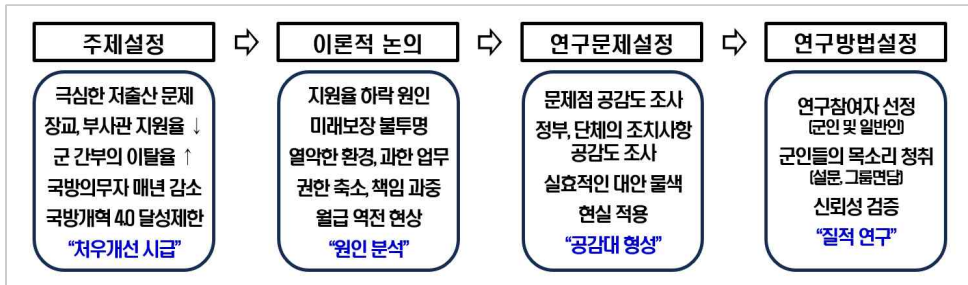 주제설정
극심한 저출산 문제
장교, 부사관 지원율 ↓
군 간부의 이탈율 ↑
국방의무자 매년 감소
국방개혁 4.0 달성제한
“처우개선 시급”
이론적 논의
지원율 하락 원인
미래보장 불투명
열악한 환경, 과한 업무
권한 축소, 책임 과중
월급 역전 현상
“원인 분석”
연구문제설정
문제점 공감도 조사
정부, 단체의 조치사항
공감도 조사
실효적인 대안 물색
현실 적용
“공감대 형성”
연구방법설정
연구참여자 선정
(군인 및 일반인)
군인들의 목소리 청취
(설문, 그룹면담)
신뢰성 검증
“질적 연구”